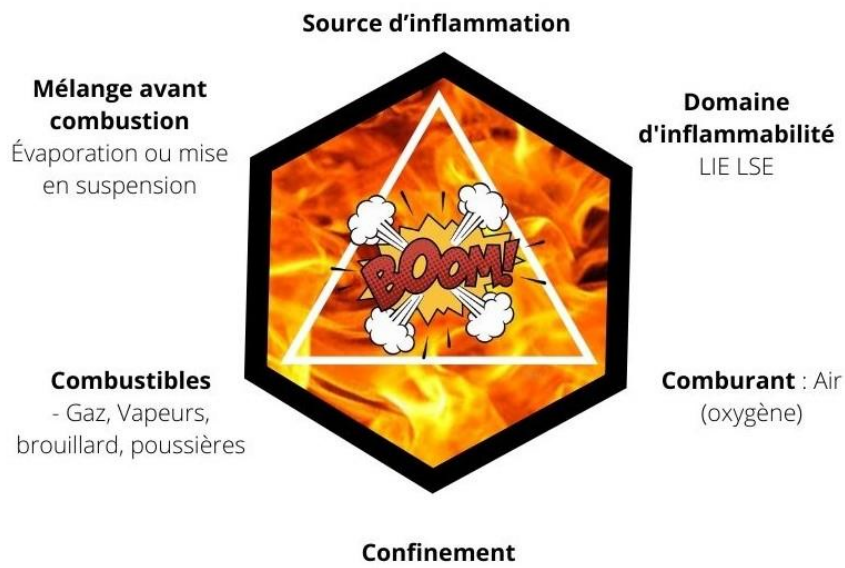 Source d’inflammation
Mélange avant
combustion
Évaporation ou mise
en suspension
Domaine
d'inflammabilité
LIE LSE
BOOM!
Combustibles
- Gaz, Vapeurs,
brouillard, poussières
Comburant : Air
(oxygène)
Confinement